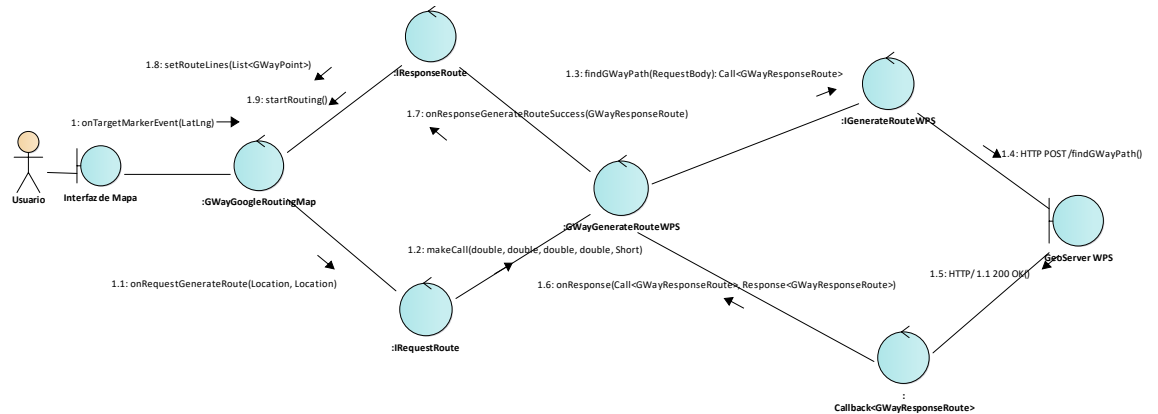 :IResponseRoute
1.8: setRouteLines(List<GWayPoint>)
1.3: findGWayPath(RequestBody): Call<GWayResponseRoute>
1.9: startRouting()
1.7: onResponseGenerateRouteSuccess(GWayResponseRoute)
:IGenerateRouteWPS
1: onTargetMarkerEvent(LatLng)
1.4: HTTP POST /findGWayPath()
Usuario
Interfaz de Mapa
:GWayGoogleRoutingMap
:GWayGenerateRouteWPS
1.2: makeCall(double, double, double, double, Short)
GeoServer WPS
1.5: HTTP/ 1.1 200 OK()
1.1: onRequestGenerateRoute(Location, Location)
1.6: onResponse(Call<GWayResponseRoute>, Response<GWayResponseRoute>)
:IRequestRoute
:
Callback<GWayResponseRoute>